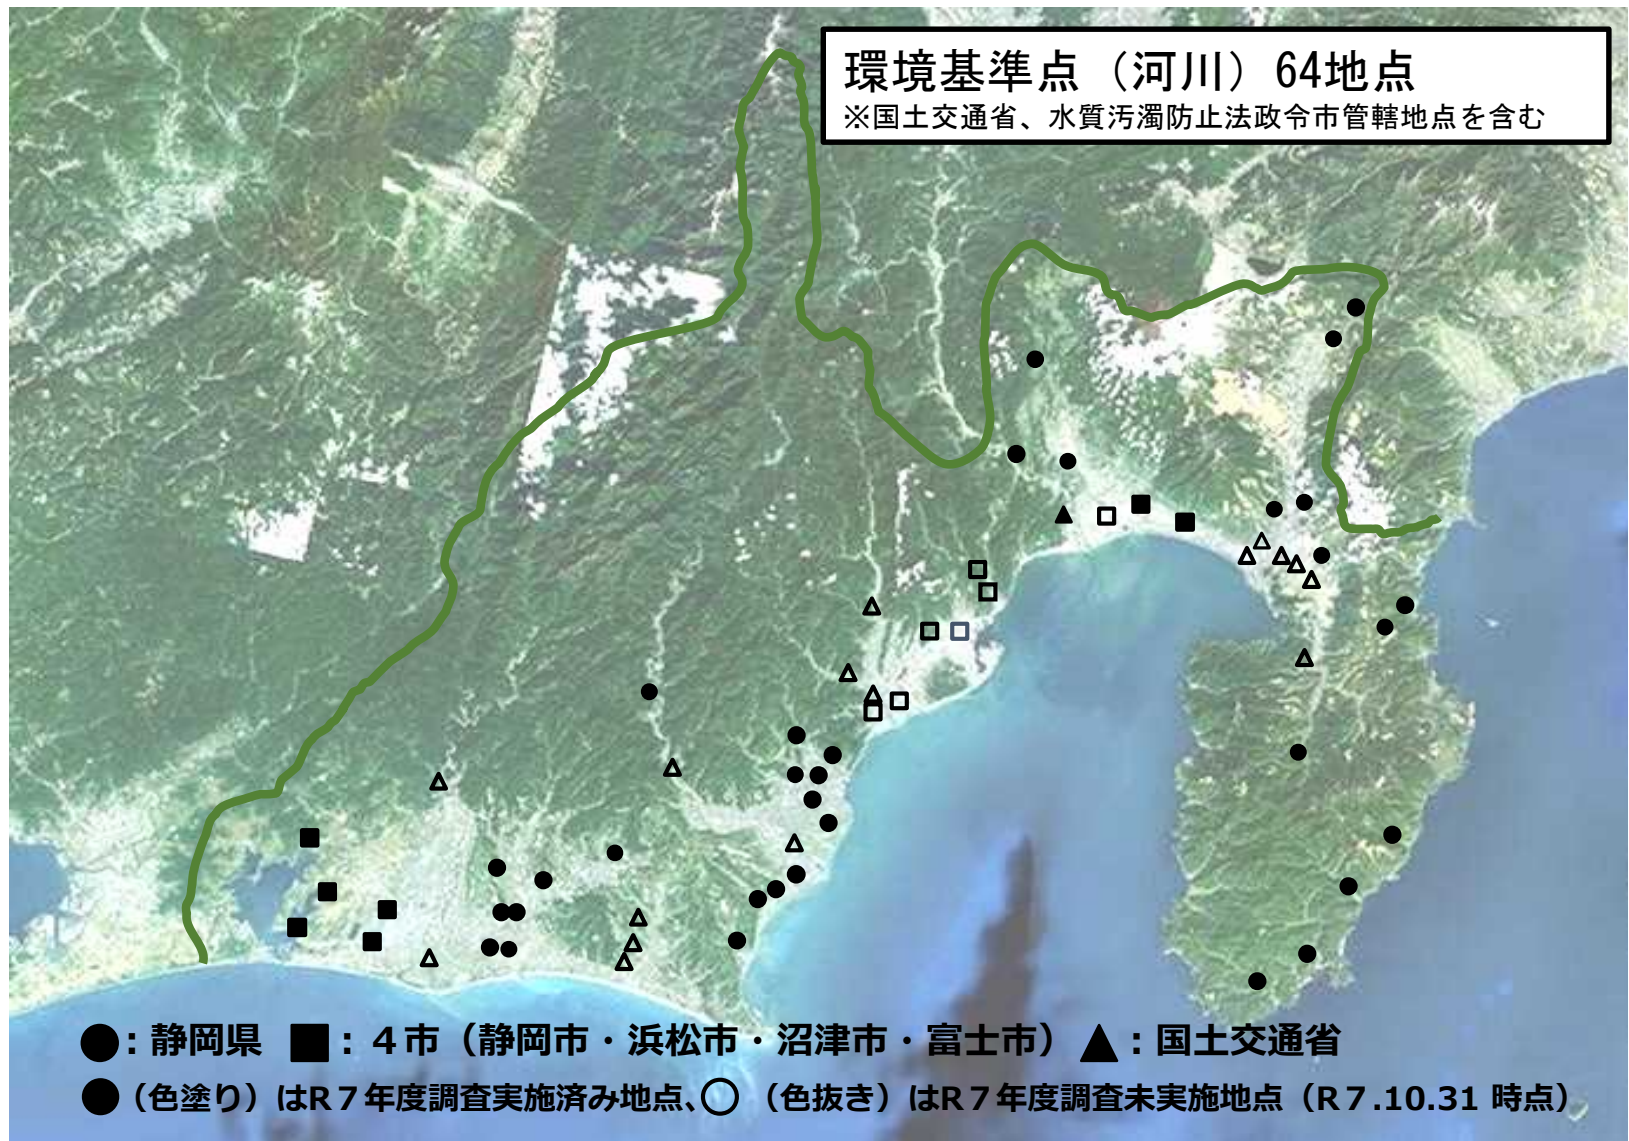 環境基準点（河川）64地点
※国土交通省、水質汚濁防止法政令市管轄地点を含む
●：静岡県 ■：４市（静岡市・浜松市・沼津市・富士市）▲：国土交通省
●（色塗り）はR７年度調査実施済み地点、○（色抜き）はR７年度調査未実施地点（R７.10.31 時点）